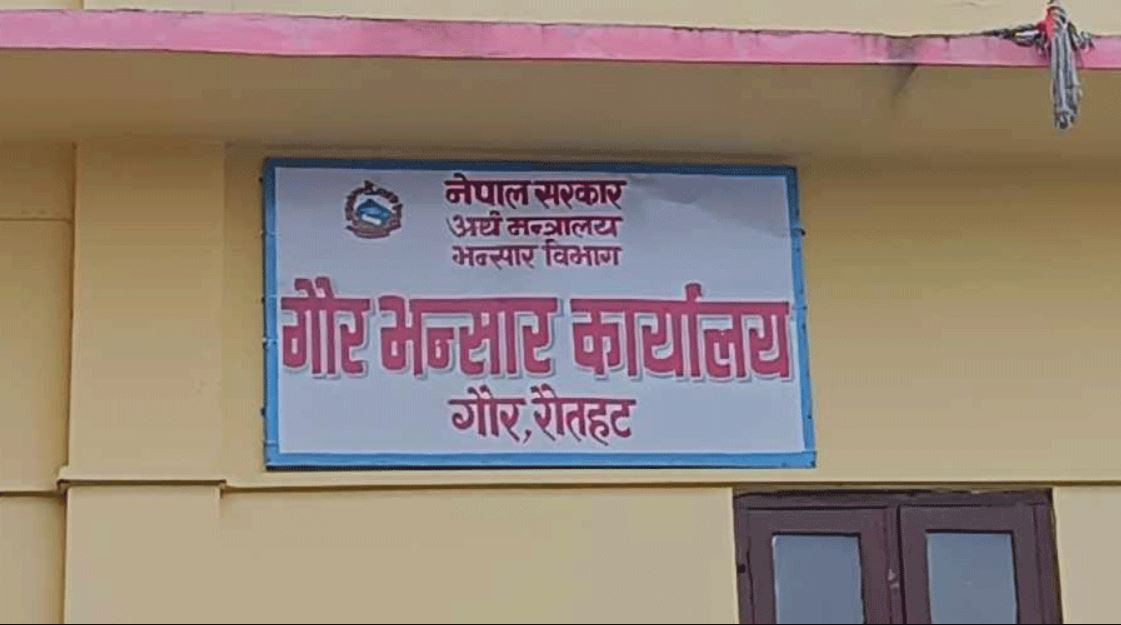 नेपाल सरकार
अर्थ मन्त्रालय
भन्सार विभाग
गौर भन्सार कार्यालय
गौर, रौतहट